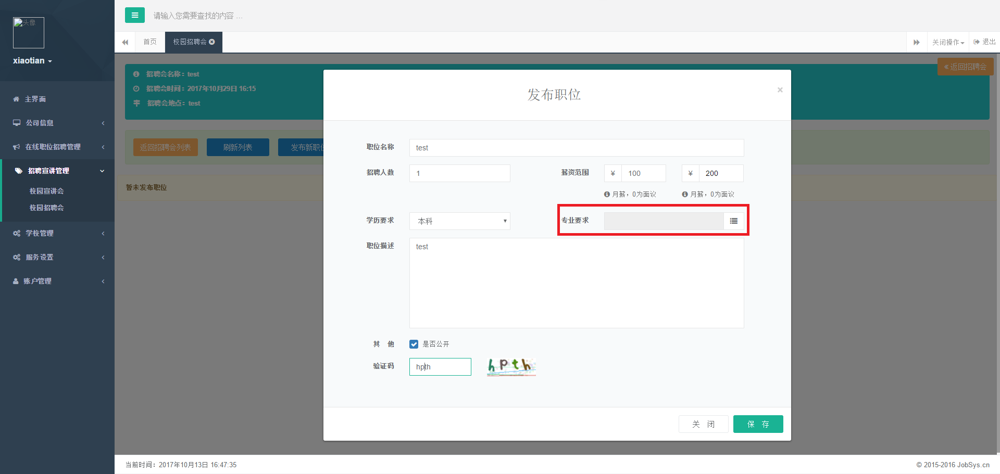 头像
xiaotian
主界面
公司信息
在线职位招聘管理
招聘宣讲管理
校园宣讲会
校园招聘会
学校管理
服务设置
账户管理
请输入您需要查找的内容 …
首页
校园招聘会
关闭操作
退出
招聘会名称：test
招聘会时间：2017年10月29日 16:15
招聘会地点：test
返回招聘会
返回招聘会列表
刷新列表
发布新职位
暂未发布职位
发布职位
×
职位名称
test
招聘人数
1
薪资范围
¥ 100
¥ 200
月薪，0为面议
月薪，0为面议
学历要求
本科
专业要求
职位描述
test
其 他
是否公开
验证码
hpth
hpth
关 闭
保 存
当前时间：2017年10月13日 16:47:35
© 2015-2016 JobSys.cn